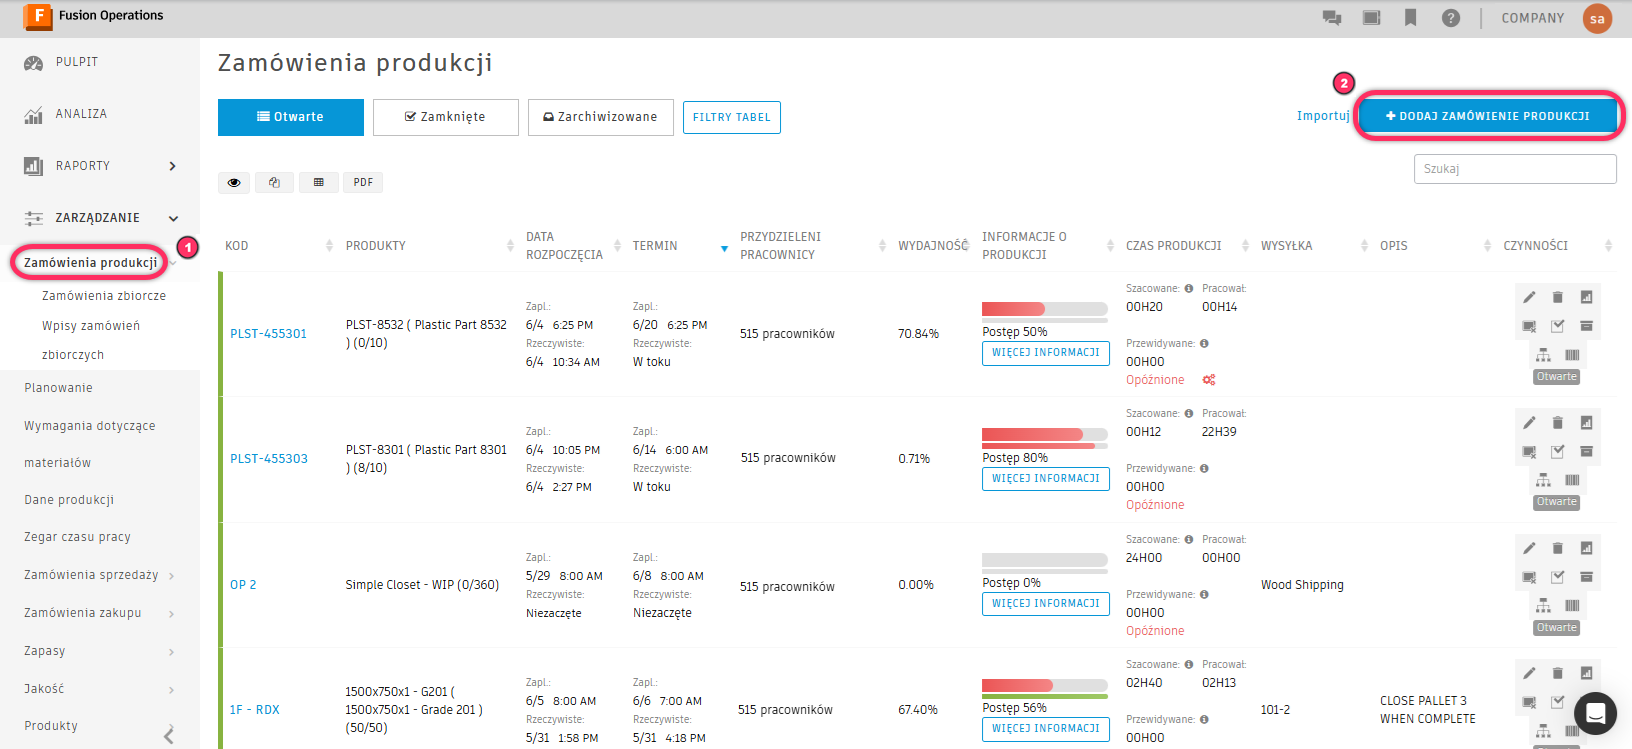 F Fusion Operations
COMPANY
sa
PULPIT
ANALIZA
RAPORTY
ZARZĄDZANIE
1
Zamówienia produkcji
Zamówienia zbiorcze
Wpisy zamówień
zbiorczych
Planowanie
Wymagania dotyczące
materiałów
Dane produkcji
Zegar czasu pracy
Zamówienia sprzedaży
Zamówienia zakupu
Zapasy
Jakość
Produkty
Zamówienia produkcji
Otwarte
Zamknięte
Zarchiwizowane
FILTRY TABEL
2
Importuj
DODAJ ZAMÓWIENIE PRODUKCJI
Szukaj
PDF
KOD
PRODUKTY
DATA
ROZPOCZĘCIA
TERMIN
PRZYDZIELENI
PRACOWNICY
WYDAJNOŚĆ
INFORMACJE O
PRODUKCJI
CZAS PRODUKCJI
WYSYŁKA
OPIS
CZYNNOŚCI
PLST-455301
PLST-8532 ( Plastic Part 8532
) (0/10)
Zapl.:
6/4 6:25 PM
Rzeczywiste:
6/4 10:34 AM
Zapl.:
6/20 6:25 PM
Rzeczywiste:
W toku
515 pracowników
70.84%
Postęp 50%
WIĘCEJ INFORMACJI
Szacowane: Pracował:
00H20 00H14
Przewidywane:
00H00
Opóźnione
Otwarte
PLST-455303
PLST-8301 ( Plastic Part 8301
) (8/10)
Zapl.:
6/4 10:05 PM
Rzeczywiste:
6/4 2:27 PM
Zapl.:
6/14 6:00 AM
Rzeczywiste:
W toku
515 pracowników
0.71%
Postęp 80%
WIĘCEJ INFORMACJI
Szacowane: Pracował:
00H12 22H39
Przewidywane:
00H00
Opóźnione
Otwarte
OP 2
Simple Closet - WIP (0/360)
Zapl.:
5/29 8:00 AM
Rzeczywiste:
Niezaczęte
Zapl.:
6/8 8:00 AM
Rzeczywiste:
Niezaczęte
515 pracowników
0.00%
Postęp 0%
WIĘCEJ INFORMACJI
Szacowane: Pracował:
24H00 00H00
Przewidywane:
00H00
Opóźnione
Wood Shipping
Otwarte
1F - RDX
1500x750x1 - G201 (
1500x750x1 - Grade 201 )
(50/50)
Zapl.:
6/5 8:00 AM
Rzeczywiste:
5/31 1:58 PM
Zapl.:
6/6 7:00 AM
Rzeczywiste:
5/31 4:18 PM
515 pracowników
67.40%
Postęp 56%
WIĘCEJ INFORMACJI
Szacowane: Pracował:
02H40 02H13
Przewidywane:
00H00
101-2
CLOSE PALLET 3
WHEN COMPLETE